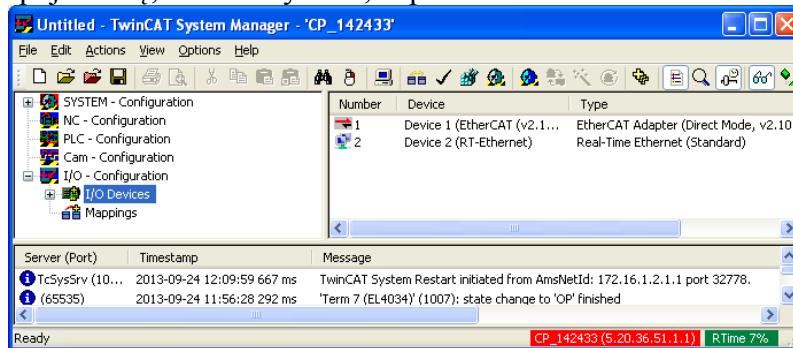 Untitled - TwinCAT System Manager - 'CP_142433'
File Edit Actions View Options Help
SYSTEM - Configuration
NC - Configuration
PLC - Configuration
Cam - Configuration
I/O - Configuration
I/O Devices
Mappings
Number Device Type
1 Device 1 (EtherCAT (v2.1... EtherCAT Adapter (Direct Mode, v2.10
2 Device 2 (RT-Ethernet) Real-Time Ethernet (Standard)
Server (Port) Timestamp Message
TcSysSrv (10... 2013-09-24 12:09:59 667 ms TwinCAT System Restart initiated from AmsNetId: 172.16.1.2.1.1 port 32778.
(65535) 2013-09-24 11:56:28 292 ms 'Term 7 (EL4034)' (1007): state change to 'OP' finished
Ready CP_142433 (5.20.36.51.1.1) RTime 7%